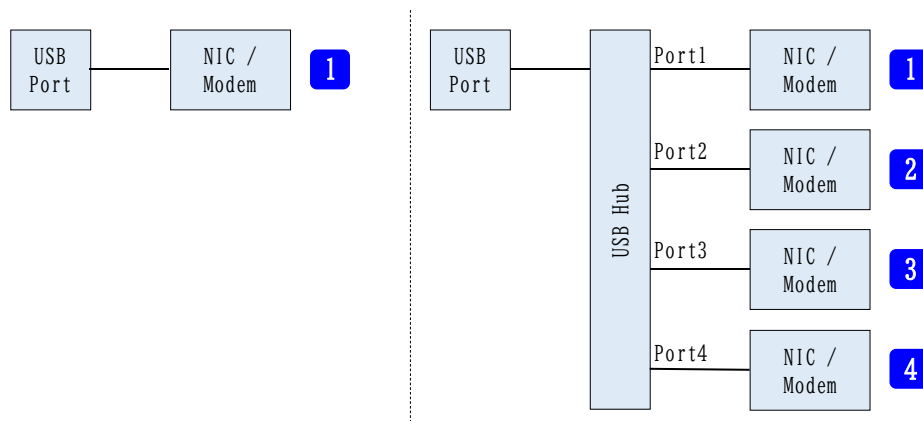 USB
Port
NIC /
Modem
1
USB
Port
USB Hub
Port1
NIC /
Modem
1
Port2
NIC /
Modem
2
Port3
NIC /
Modem
3
Port4
NIC /
Modem
4